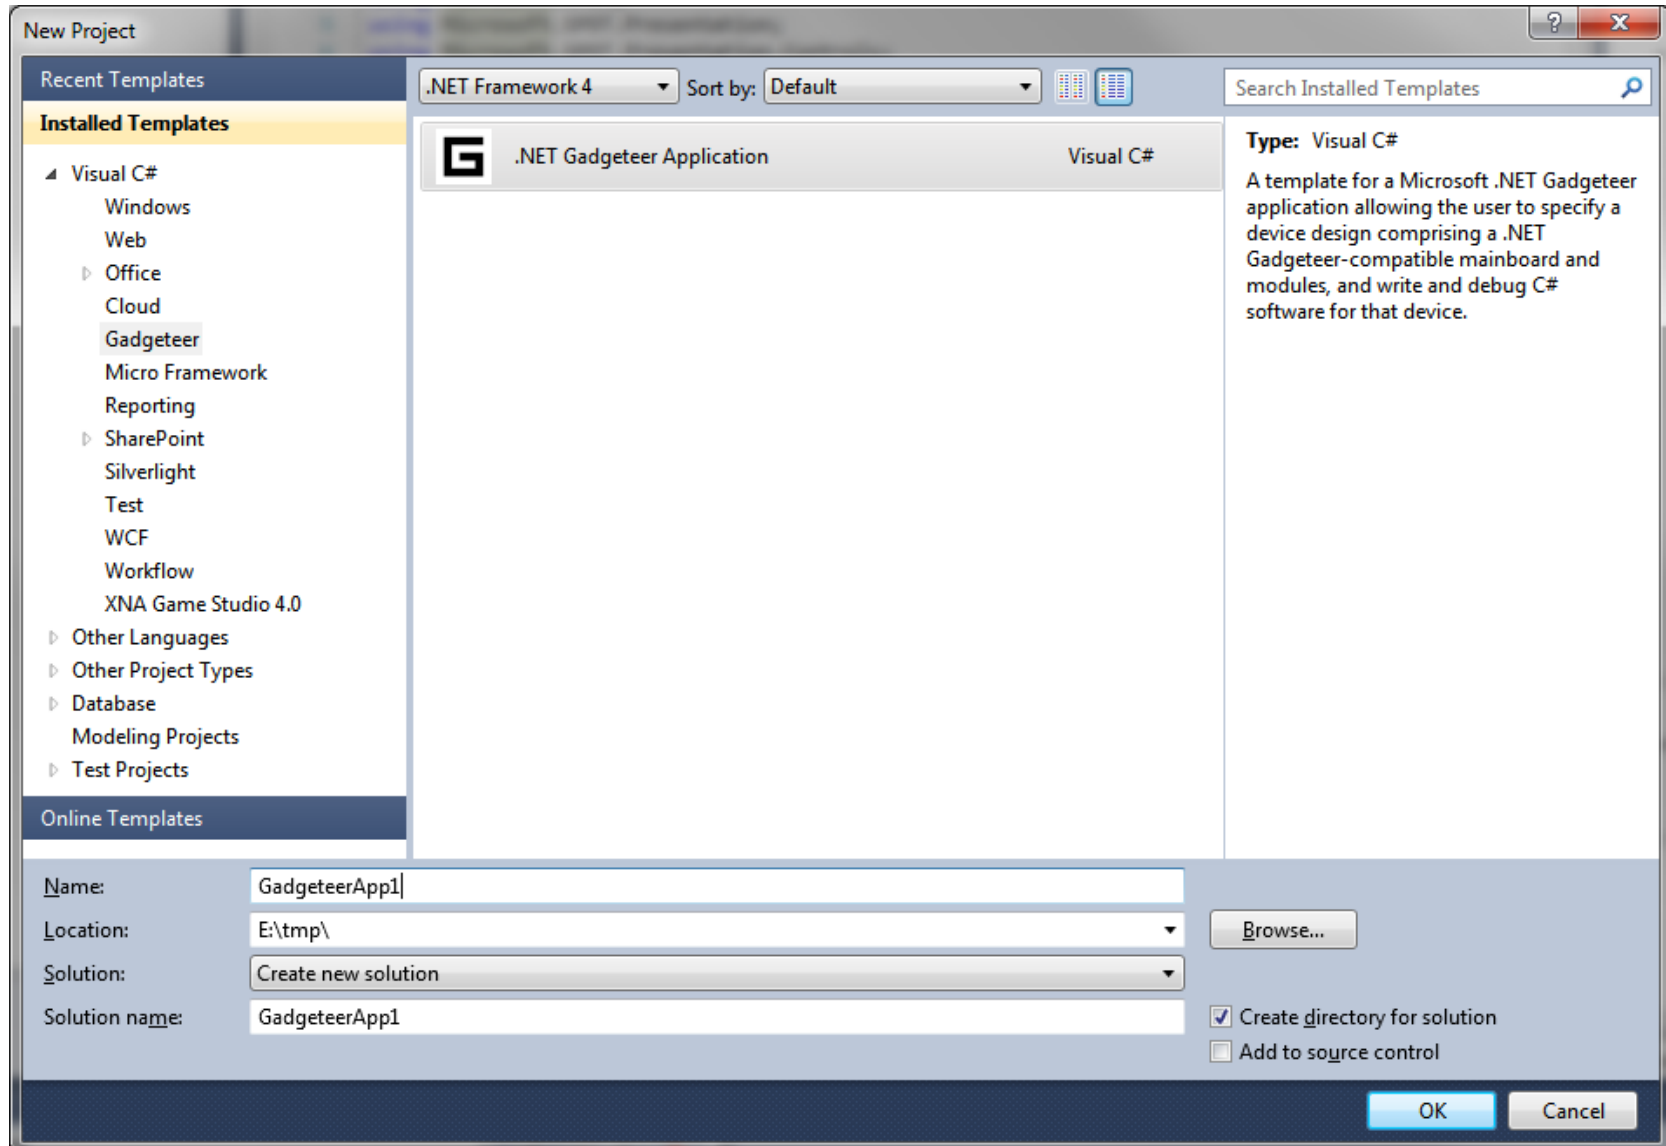 New Project
Recent Templates
Installed Templates
Visual C#
Windows
Web
Office
Cloud
Gadgeteer
Micro Framework
Reporting
SharePoint
Silverlight
Test
WCF
Workflow
XNA Game Studio 4.0
Other Languages
Other Project Types
Database
Modeling Projects
Test Projects
Online Templates
.NET Framework 4
Sort by: Default
Search Installed Templates
G .NET Gadgeteer Application Visual C#
Type: Visual C#
A template for a Microsoft .NET Gadgeteer
application allowing the user to specify a
device design comprising a .NET
Gadgeteer-compatible mainboard and
modules, and write and debug C#
software for that device.
Name: GadgeteerApp1
Location: E:\tmp\
Browse...
Solution: Create new solution
Solution name: GadgeteerApp1
Create directory for solution
Add to source control
OK
Cancel